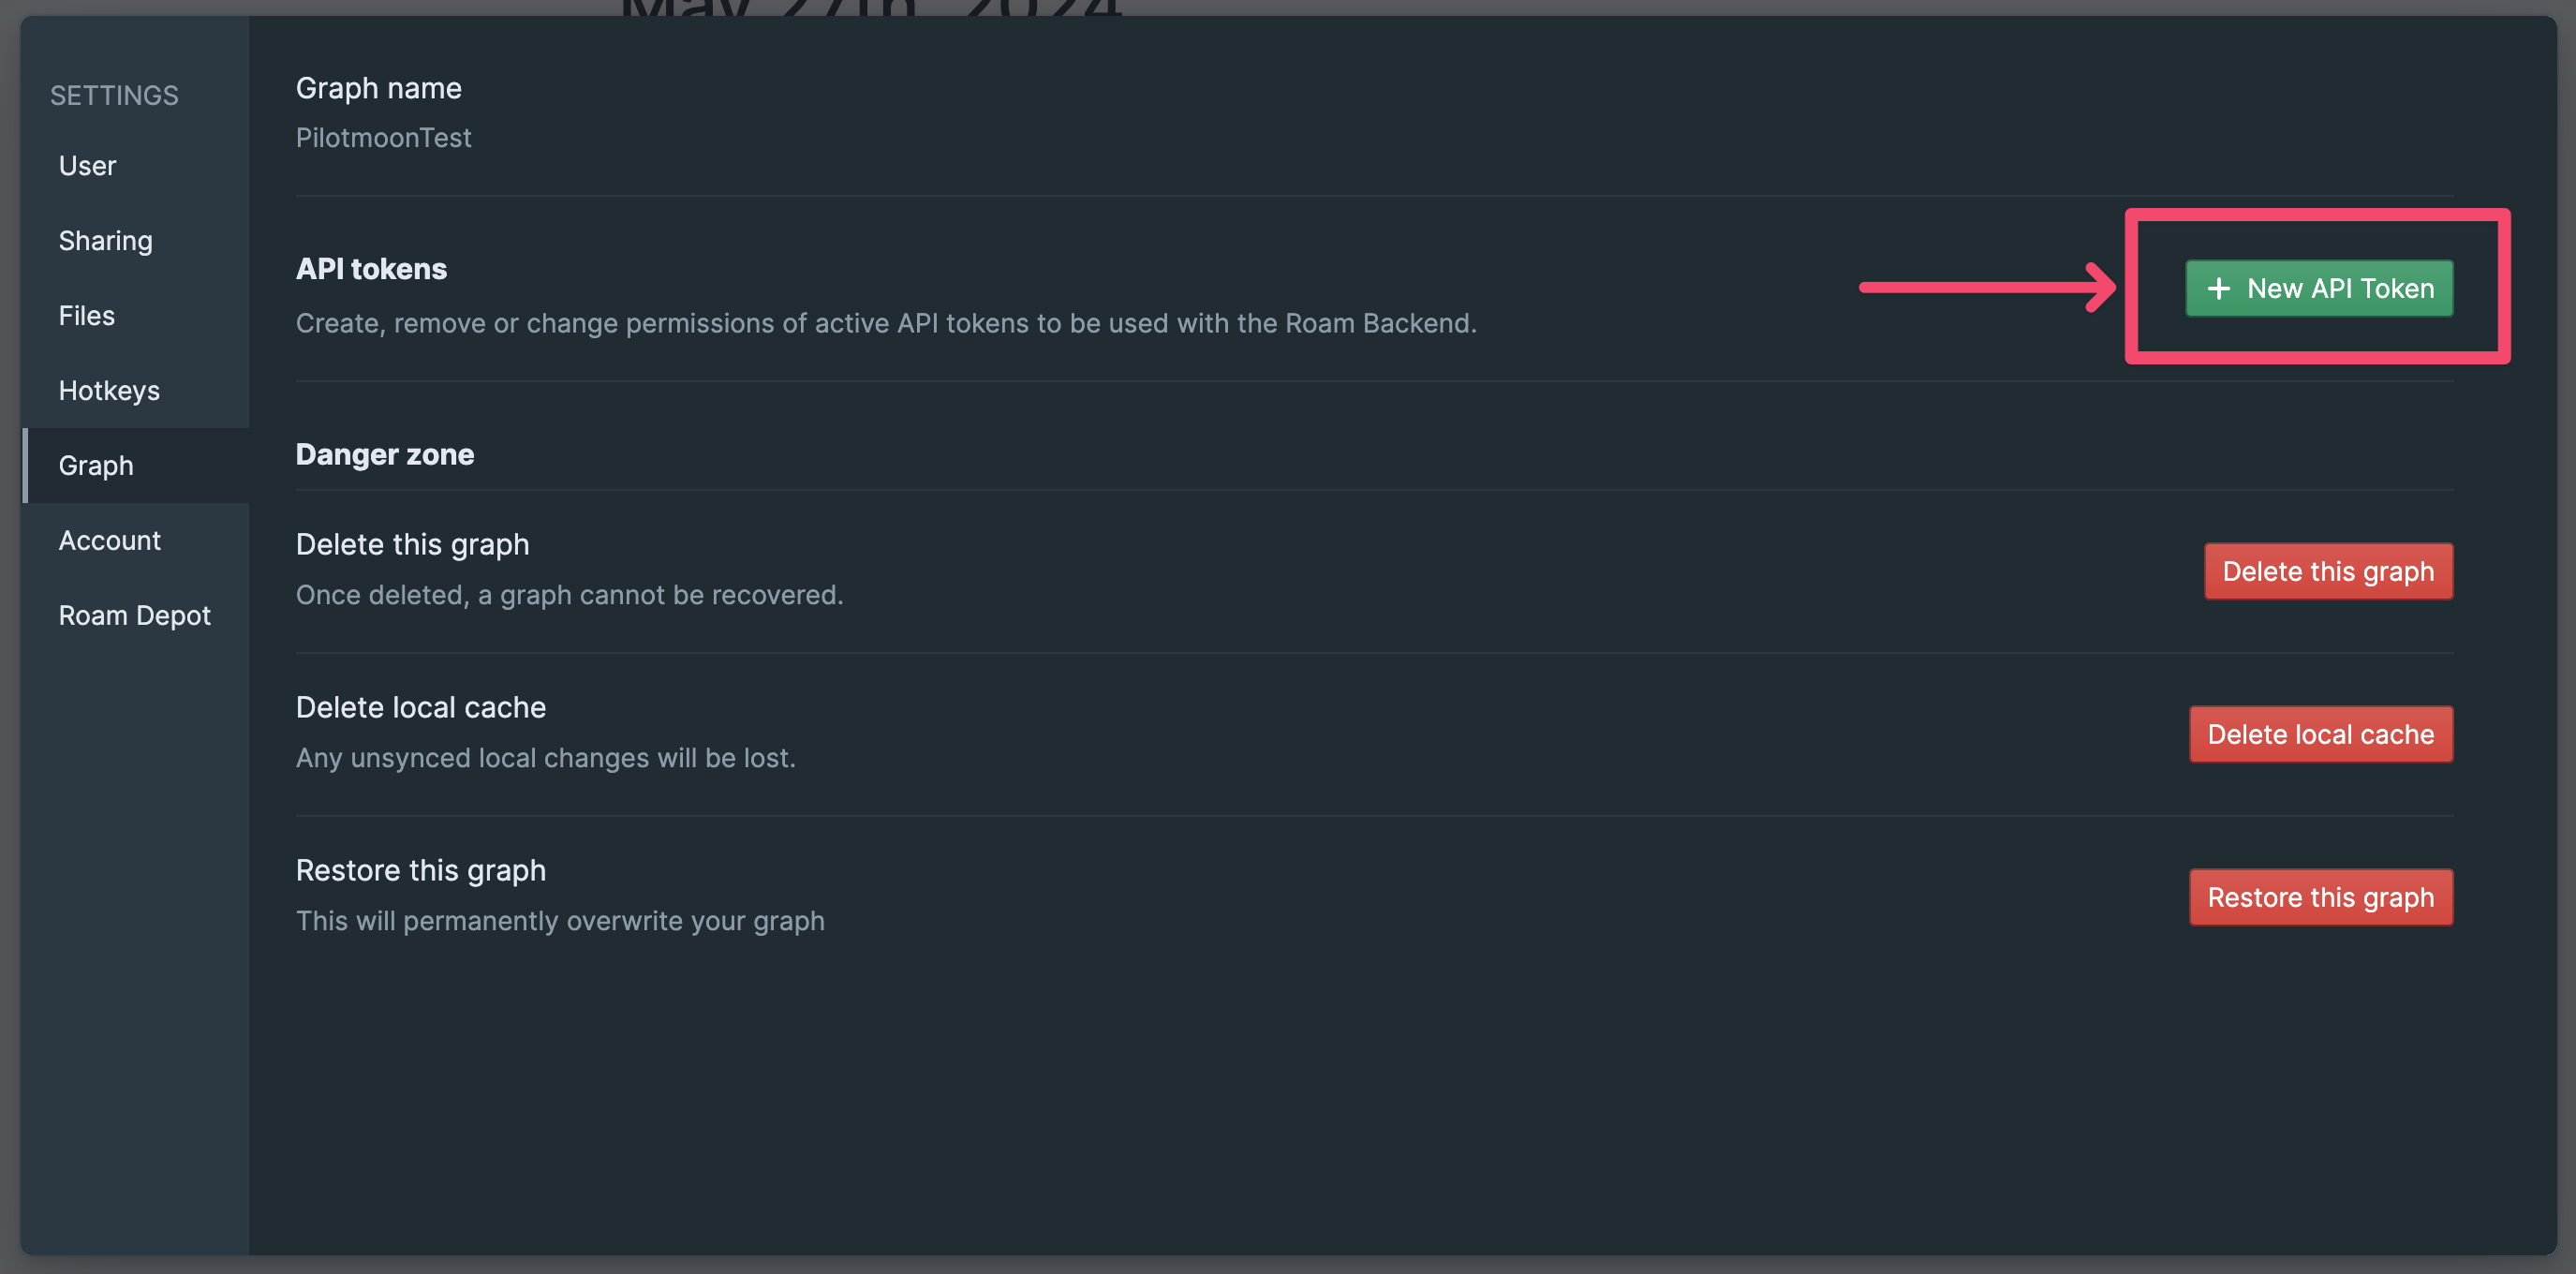 May 27th, 2024
SETTINGS
User
Sharing
Files
Hotkeys
Graph
Account
Roam Depot
Graph name
PilotmoonTest
API tokens
Create, remove or change permissions of active API tokens to be used with the Roam Backend.
+ New API Token
Danger zone
Delete this graph
Once deleted, a graph cannot be recovered.
Delete this graph
Delete local cache
Any unsynced local changes will be lost.
Delete local cache
Restore this graph
This will permanently overwrite your graph
Restore this graph